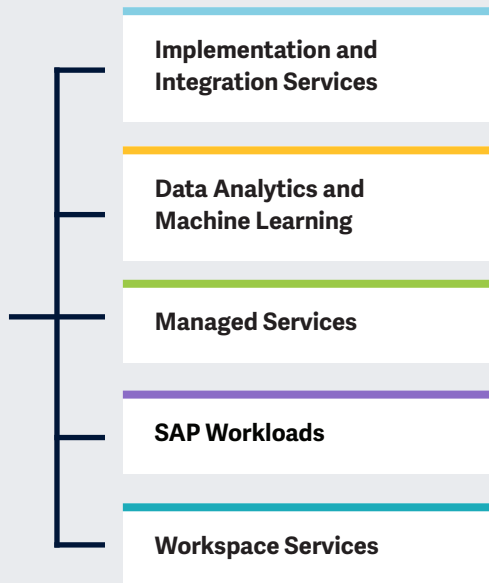 Implementation and
Integration Services
Data Analytics and
Machine Learning
Managed Services
SAP Workloads
Workspace Services